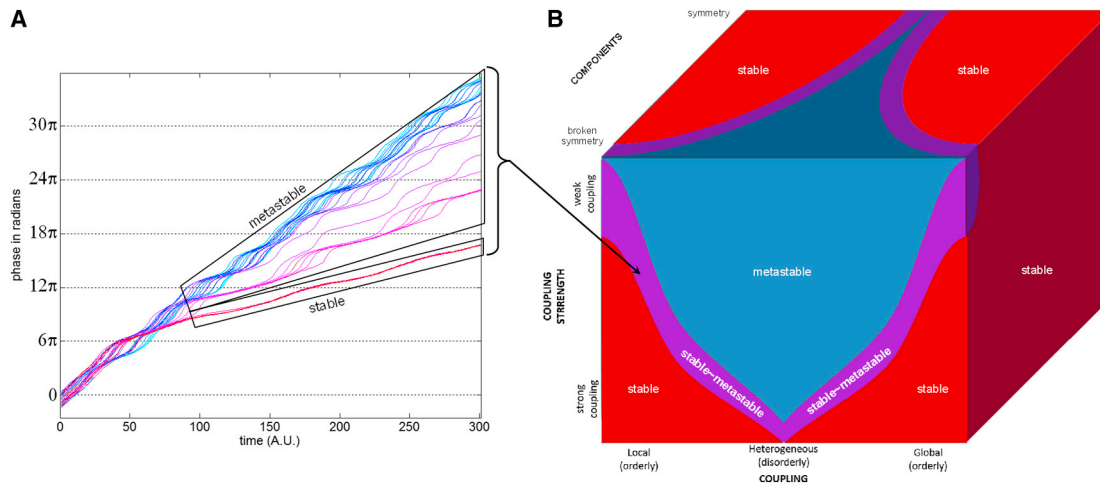 A
phase in radians
30π
24π
18π
12π
6π
0
0
50
100
150
200
250
300
time (A.U.)
metastable
stable
B
symmetry
COMPONENTS
broken
symmetry
stable
stable
weak
coupling
COUPLING
STRRENGTH
strong
coupling
metastable
stable
stable~metastable
stable~metastable
stable
stable
Local
(orderly)
Heterogeneous
(disorderly)
Global
(orderly)
COUPLING